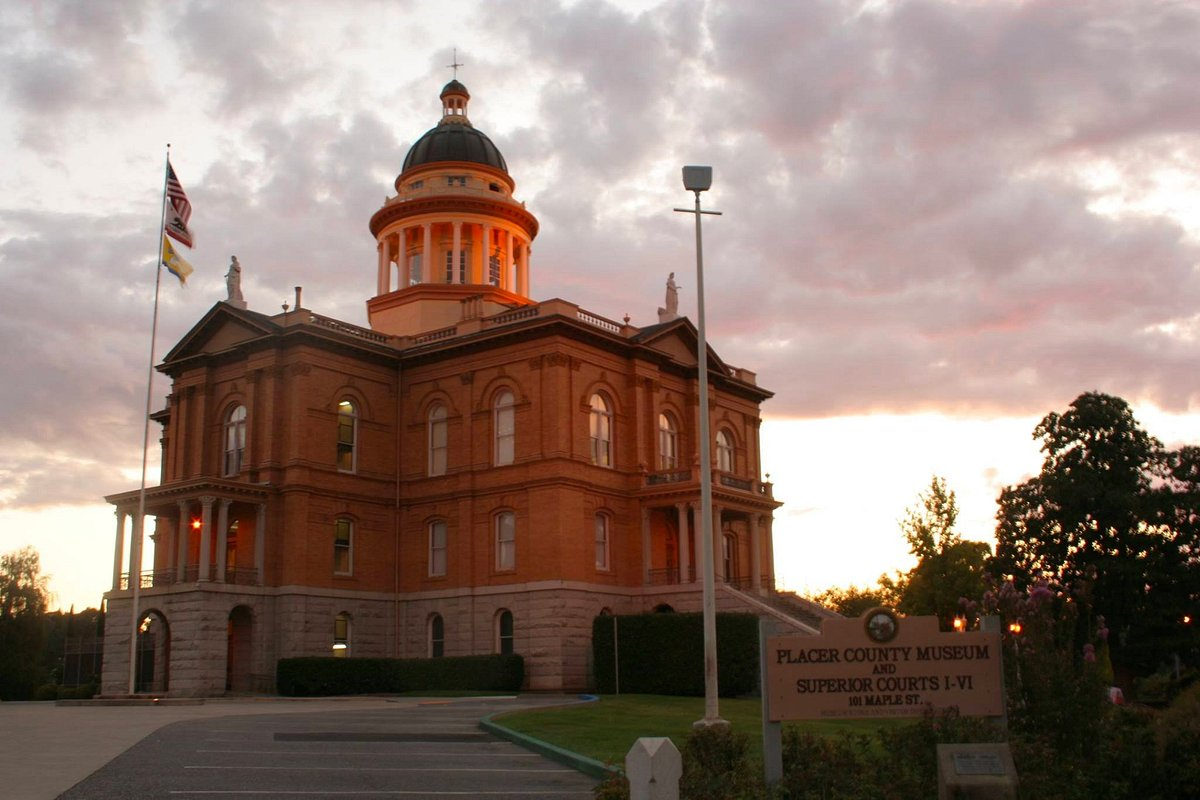 PLACER COUNTY MUSEUM
AND
SUPERIOR COURTS I-VI
101 MAPLE ST.